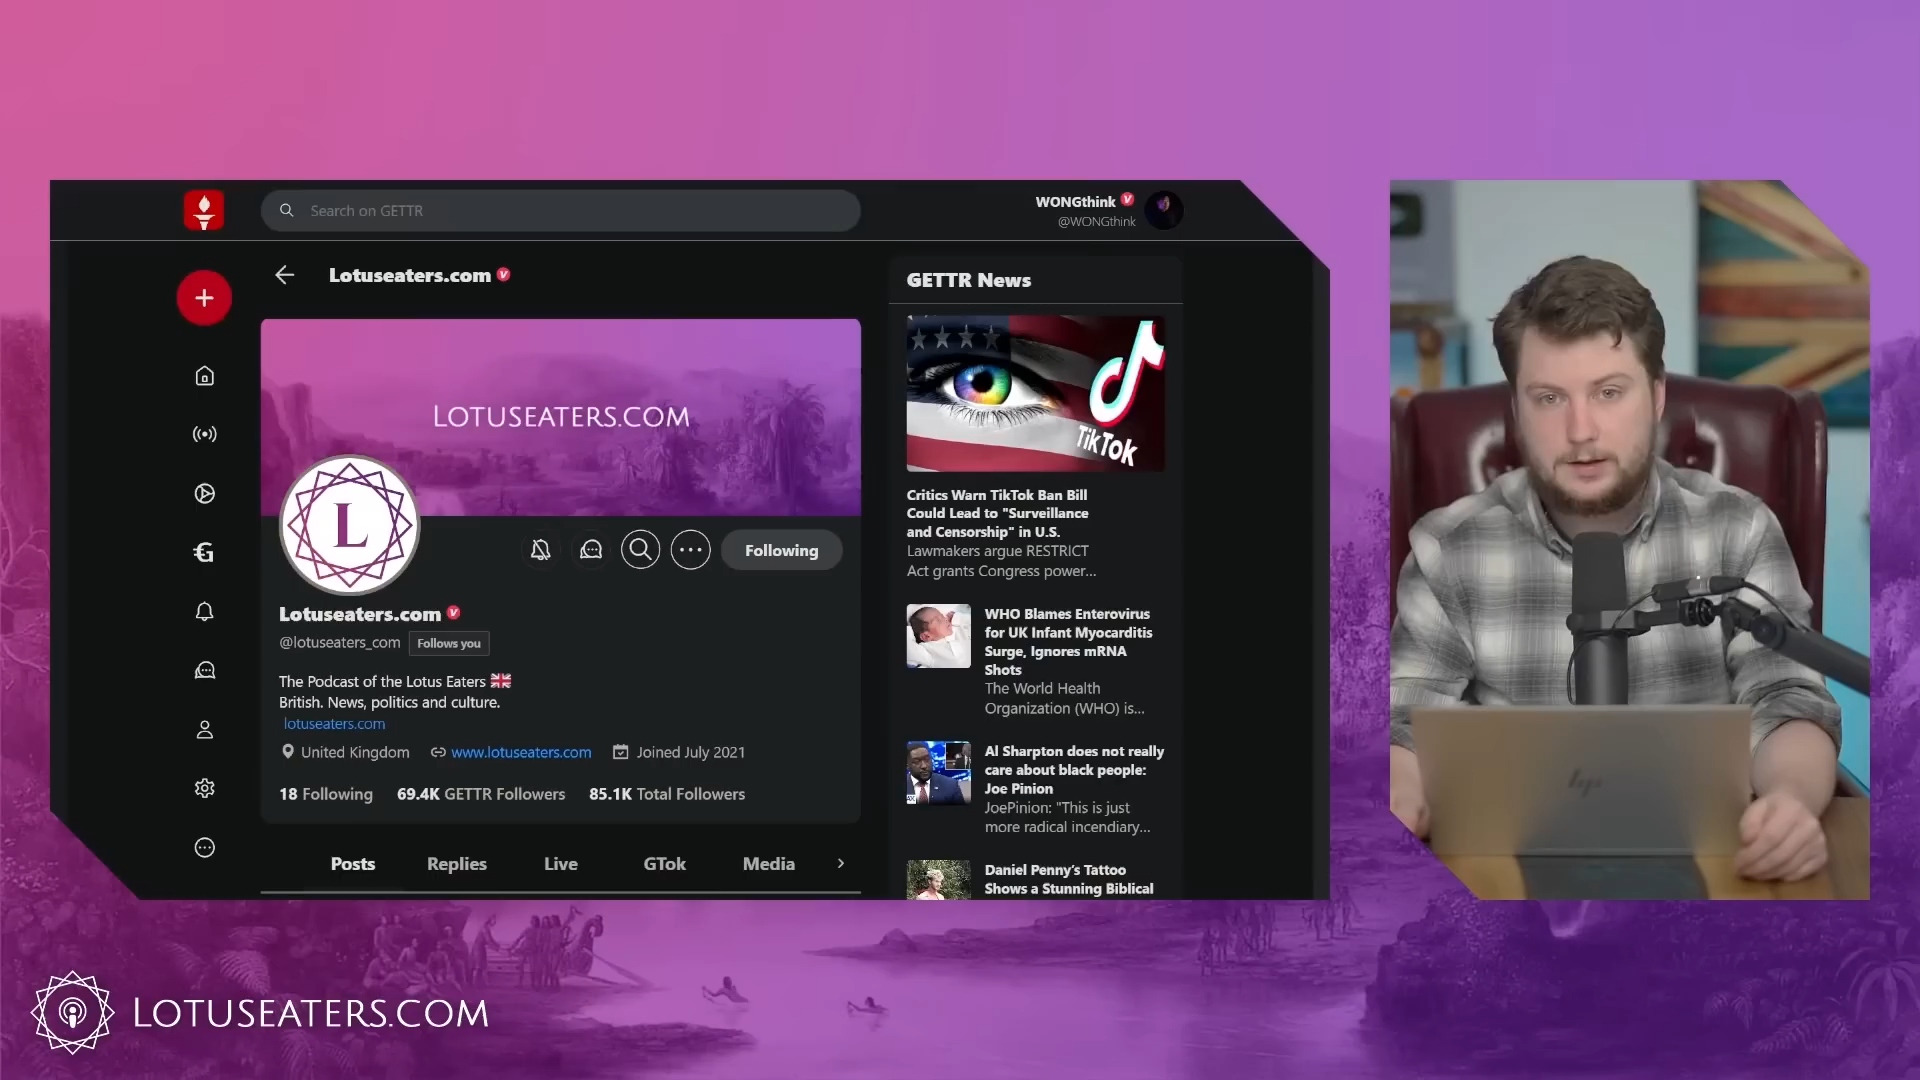 Search on GETTR
WONGthink
@WONGthink
Lotuseaters.com
LOTUSEATERS.COM
L
Following
Lotuseaters.com
@lotuseaters_com Follows you
The Podcast of the Lotus Eaters
British. News, politics and culture.
lotuseaters.com
United Kingdom www.lotuseaters.com Joined July 2021
18 Following 69.4K GETTR Followers 85.1K Total Followers
Posts Replies Live GTok Media
GETTR News
TikTok
Critics Warn TikTok Ban Bill
Could Lead to "Surveillance
and Censorship" in U.S.
Lawmakers argue RESTRICT
Act grants Congress power...
WHO Blames Enterovirus
for UK Infant Myocarditis
Surge, Ignores mRNA
Shots
The World Health
Organization (WHO) is...
Al Sharpton does not really
care about black people:
Joe Pinion
JoePinion: "This is just
more radical incendiary...
Daniel Penny's Tattoo
Shows a Stunning Biblical
hp
LOTUSEATERS.COM